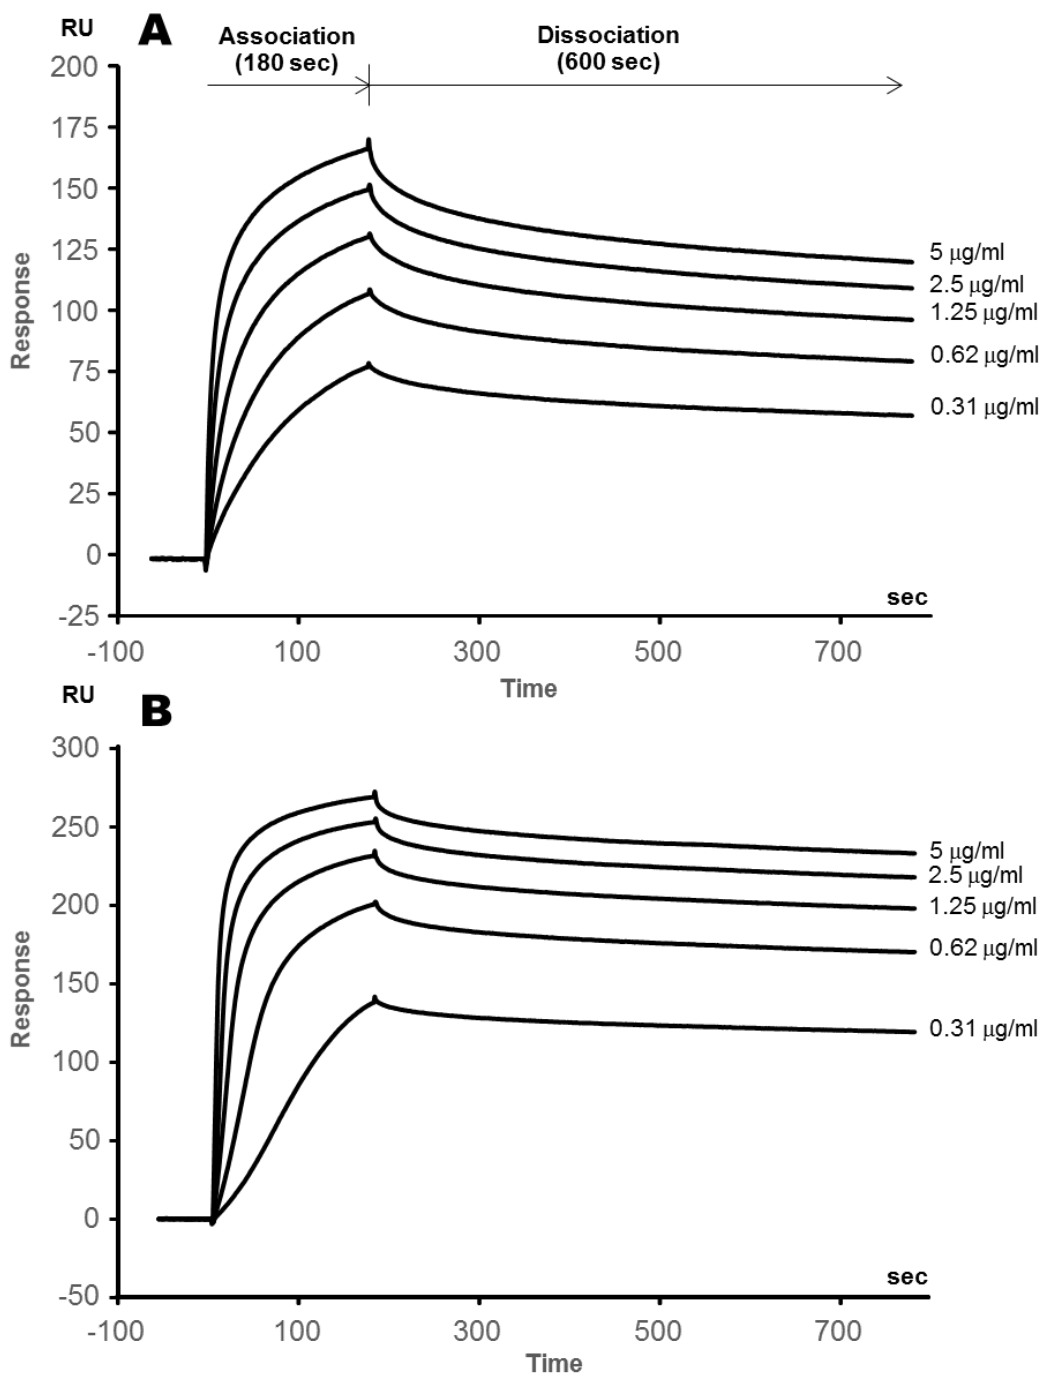 RU
A
Association
(180 sec)
Dissociation
(600 sec)
200
175
150
125
100
75
50
25
0
-25
Response
5 μg/ml
2.5 μg/ml
1.25 μg/ml
0.62 μg/ml
0.31 μg/ml
sec
-100
100
300
500
700
Time
RU
B
300
250
200
150
100
50
0
-50
Response
5 μg/ml
2.5 μg/ml
1.25 μg/ml
0.62 μg/ml
0.31 μg/ml
sec
-100
100
300
500
700
Time